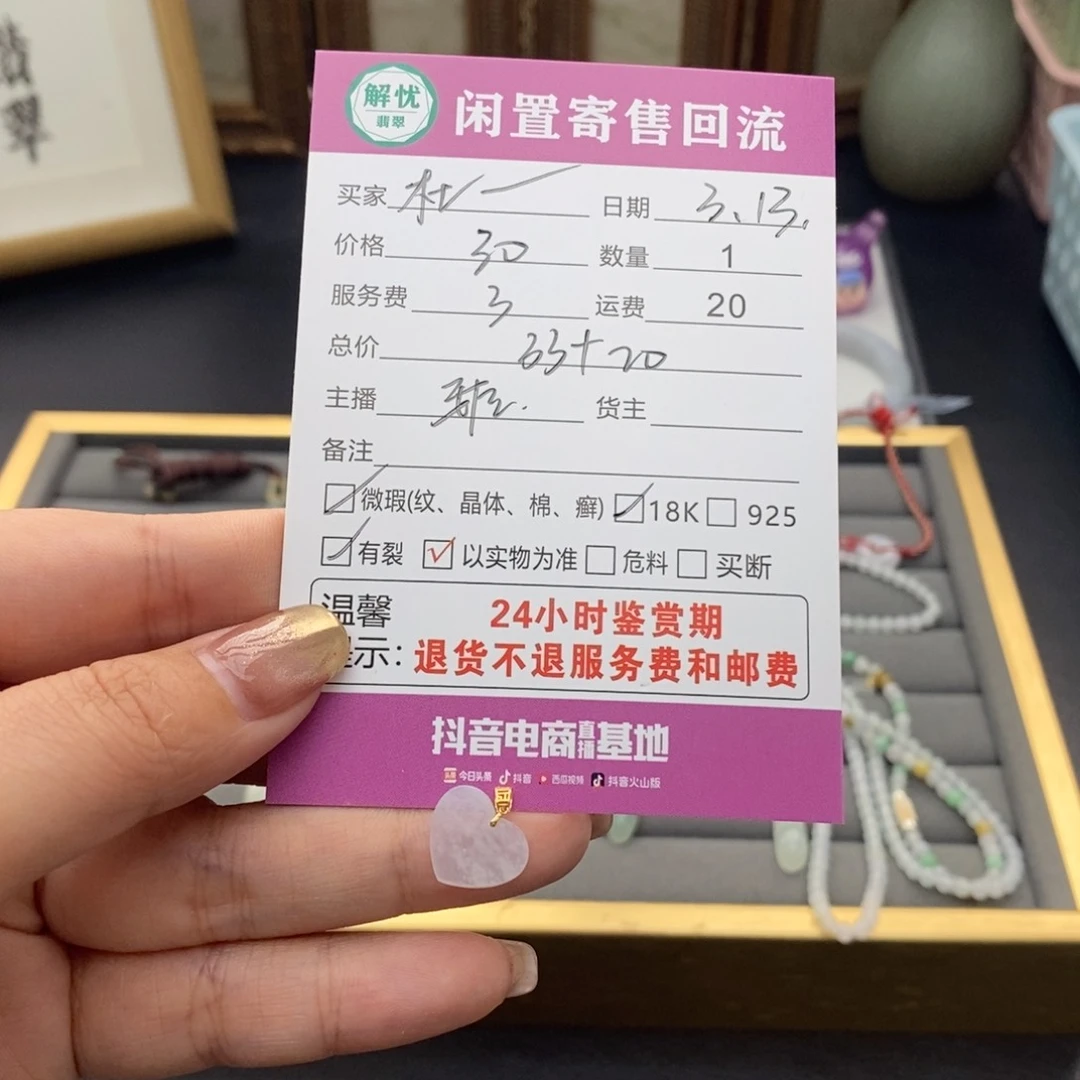 翡翠
解忧
翡翠
闲置寄售回流
买家 杜一 日期 3.13.
价格 30 数量 1
服务费 3 运费 20
总价 33+20
主播 货主
备注
微瑕(纹、晶体、棉、癣) 18K 925
有裂 √ 以实物为准 危料 买断
温馨 24小时鉴赏期
示: 退货不退服务费和邮费
抖音电商直播基地
今日头条 抖音 西瓜视频 抖音火山版